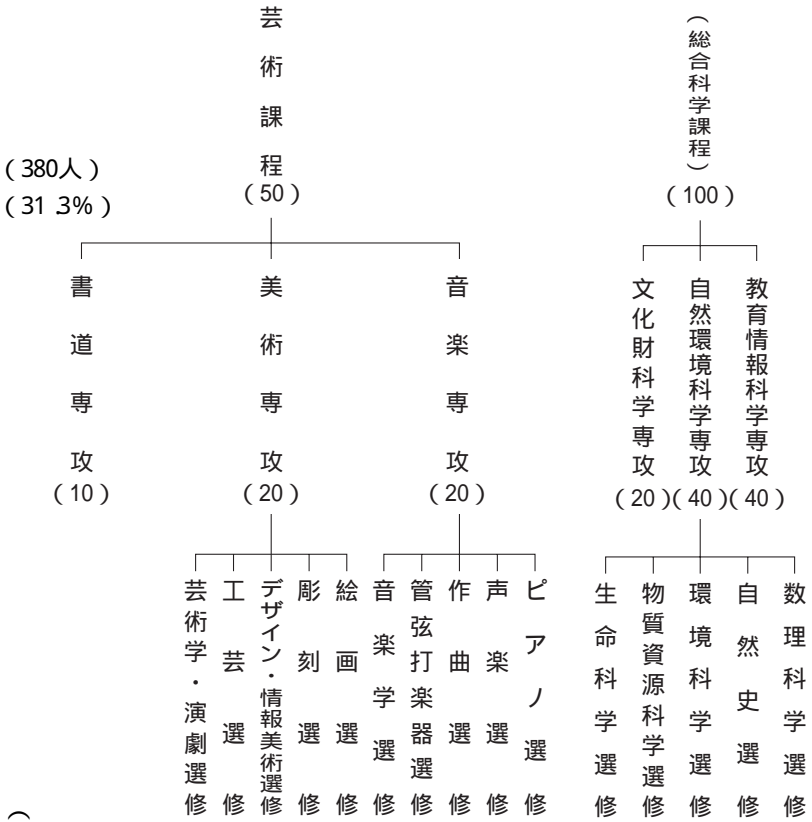 （総合科学課程）
（100）
教育情報科学専攻
（40）
自然環境科学専攻
（40）
数理科学選修
自然史選修
環境科学選修
物質資源科学選修
生命科学選修
文化財科学専攻
（20）
芸術課程
（50）
音楽専攻
（20）
ピアノ選修
声楽選修
作曲選修
管弦打楽器選修
音楽学選修
美術専攻
（20）
絵画選修
彫刻選修
デザイン・情報美術選修
工芸選修
芸術学・演劇選修
書道専攻
（10）
（380人）
（31.3%）
（